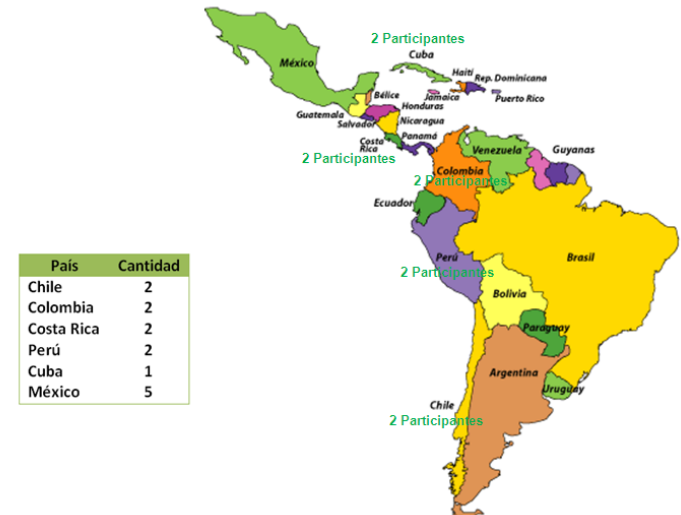 2 Participantes
Cuba
México
Haití
Rep. Dominicana
Bélice
Jamaica
Puerto Rico
Honduras
Guatemala
Nicaragua
Salvador
Costa
Rica
Panamá
Venezuela
Guyanas
2 Participantes
Colombia
2 Participantes
Ecuador
Perú
Brasil
2 Participantes
Bolivia
Paraguay
Argentina
Uruguay
Chile
2 Participantes
País Cantidad
Chile 2
Colombia 2
Costa Rica 2
Perú 2
Cuba 1
México 5